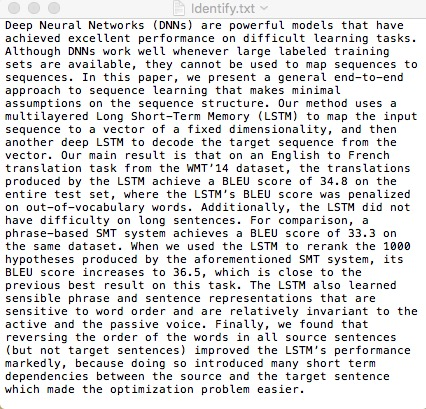 Identify.txt
Deep Neural Networks (DNNs) are powerful models that have
achieved excellent performance on difficult learning tasks.
Although DNNs work well whenever large labeled training
sets are available, they cannot be used to map sequences to
sequences. In this paper, we present a general end-to-end
approach to sequence learning that makes minimal
assumptions on the sequence structure. Our method uses a
multilayered Long Short-Term Memory (LSTM) to map the input
sequence to a vector of a fixed dimensionality, and then
another deep LSTM to decode the target sequence from the
vector. Our main result is that on an English to French
translation task from the WMT’14 dataset, the translations
produced by the LSTM achieve a BLEU score of 34.8 on the
entire test set, where the LSTM’s BLEU score was penalized
on out-of-vocabulary words. Additionally, the LSTM did not
have difficulty on long sentences. For comparison, a
phrase-based SMT system achieves a BLEU score of 33.3 on
the same dataset. When we used the LSTM to rerank the 1000
hypotheses produced by the aforementioned SMT system, its
BLEU score increases to 36.5, which is close to the
previous best result on this task. The LSTM also learned
sensible phrase and sentence representations that are
sensitive to word order and are relatively invariant to the
active and the passive voice. Finally, we found that
reversing the order of the words in all source sentences
(but not target sentences) improved the LSTM’s performance
markedly, because doing so introduced many short term
dependencies between the source and the target sentence
which made the optimization problem easier.